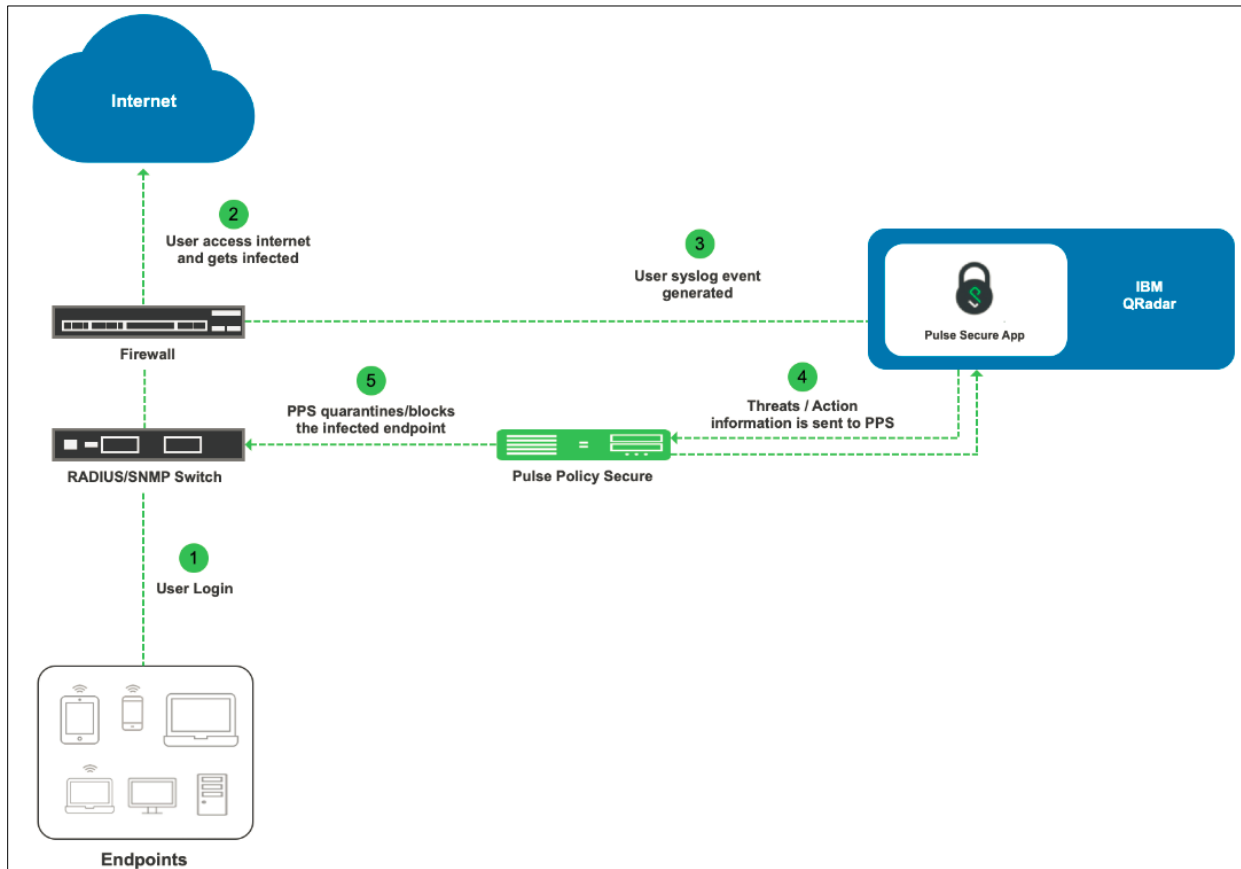 Internet
2
User access internet
and gets infected
3
User syslog event
generated
IBM
QRadar
Pulse Secure App
Firewall
5
PPS quarantines/blocks
the infected endpoint
4
Threats / Action
information is sent to PPS
RADIUS/SNMP Switch
Pulse Policy Secure
1
User Login
Endpoints